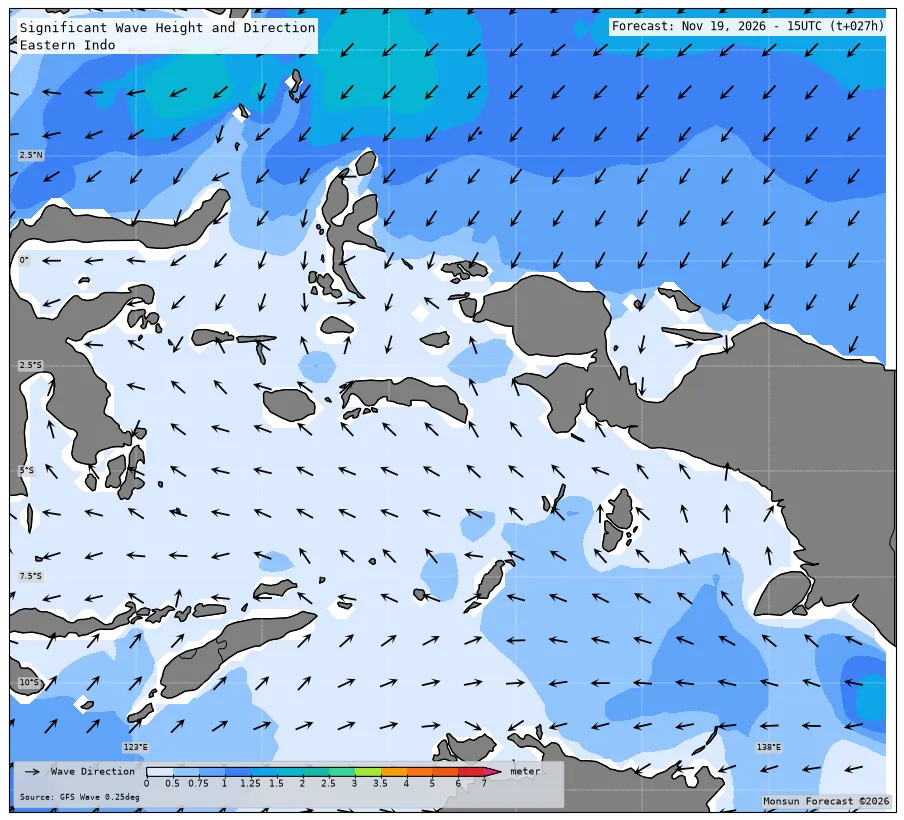 Significant Wave Height and Direction
Eastern Indo
Forecast: Nov 19, 2026 - 15UTC (t+027h)
2.5°N
0°
2.5°S
5°S
7.5°S
10°S
123°E
138°E
Wave Direction
meter
0 0.5 0.75 1 1.25 1.5 2 2.5 3 3.5 4 5 6 7
Source: GFS Wave 0.25deg
Monsun Forecast ©2026